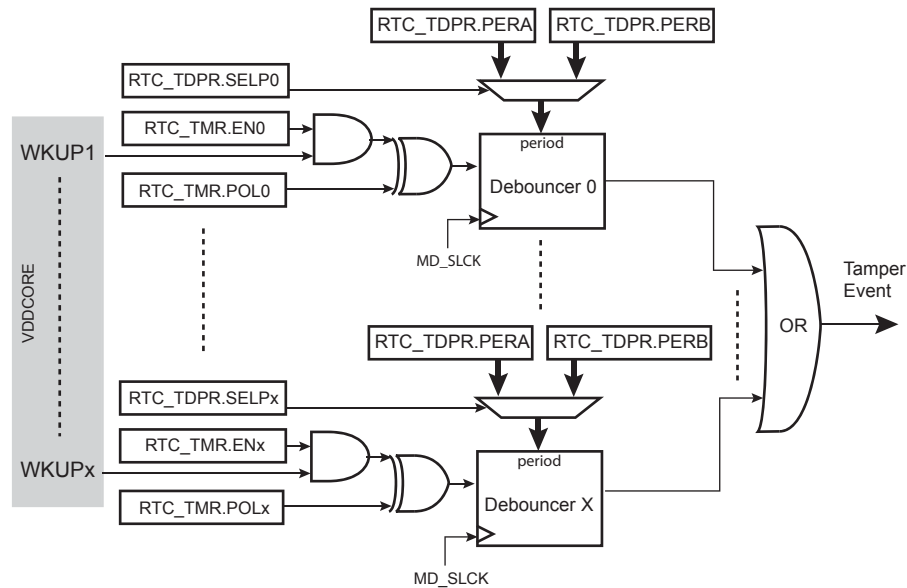 RTC_TDPR.PERA
RTC_TDPR.PERB
RTC_TDPR.SELP0
RTC_TMR.EN0
WKUP1
RTC_TMR.POL0
period
Debouncer 0
MD_SLCK
VDDCORE
Tamper
Event
OR
RTC_TDPR.PERA
RTC_TDPR.PERB
RTC_TDPR.SELPx
RTC_TMR.ENx
WKUPx
RTC_TMR.POLx
period
Debouncer X
MD_SLCK